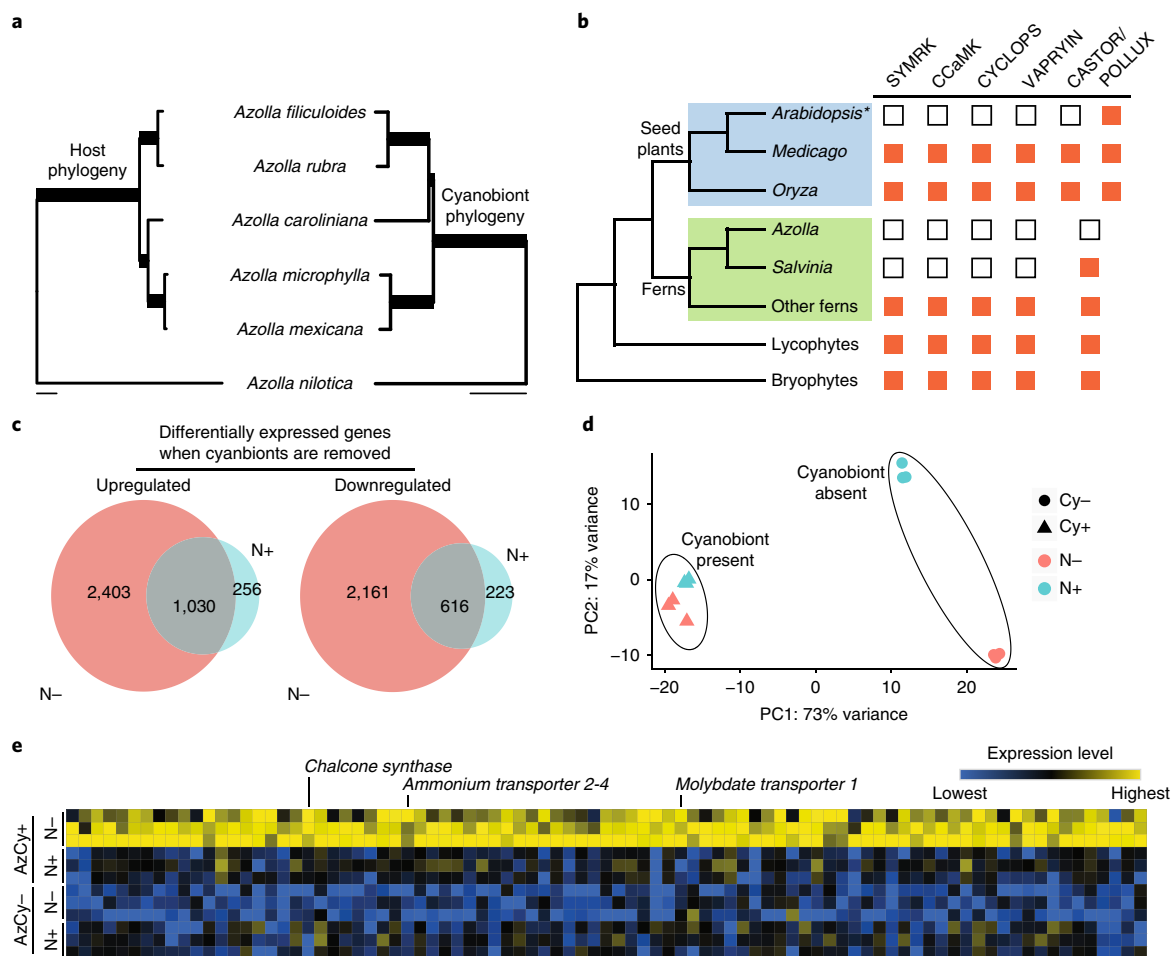 a
Host
phylogeny
Azolla filiculoides
Azolla rubra
Azolla caroliniana
Azolla microphylla
Azolla mexicana
Azolla nilotica
Cyanobiont
phylogeny
b
SYMRK
CCaMK
CYCLOPS
VAPRYIN
CASTOR/
POLLUX
Seed
plants
Ferns
Arabidopsis*
Medicago
Oryza
Azolla
Salvinia
Other ferns
Lycophytes
Bryophytes
c
Differentially expressed genes
when cyanbionts are removed
Upregulated
Downregulated
2,403
1,030
256
N+
N−
2,161
616
223
N+
N−
d
PC2: 17% variance
10
0
−10
−20
−10
0
10
20
PC1: 73% variance
Cyanobiont
present
Cyanobiont
absent
Cy−
Cy+
N−
N+
e
Chalcone synthase
Ammonium transporter 2-4
Molybdate transporter 1
Expression level
Lowest
Highest
AzCy+
N−
N+
AzCy−
N−
N+